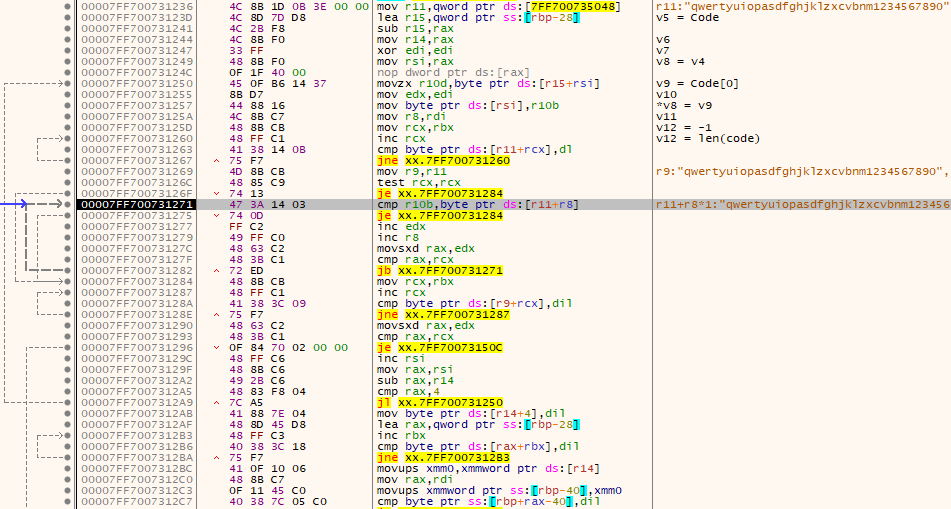 00007FF700731236 4C 8B 1D 0B 3E 00 00 mov r11,qword ptr ds:[7FF700735048] r11:"qwertyuiopasdfghjklzxcvbnm1234567890"
00007FF70073123D 4C 8D 7D D8 lea r15,qword ptr ss:[rbp-28] v5 = Code
00007FF700731241 4C 2B F8 sub r15,rax
00007FF700731244 4C 8B F0 mov r14,rax v6
00007FF700731247 33 FF xor edi,edi v7
00007FF700731249 48 8B F0 mov rsi,rax v8 = v4
00007FF70073124C 0F 1F 40 00 nop dword ptr ds:[rax]
00007FF700731250 45 0F B6 14 37 movzx r10d,byte ptr ds:[r15+rsi] v9 = Code[0]
00007FF700731255 8B D7 mov edx,edi v10
00007FF700731257 44 88 16 mov byte ptr ds:[rsi],r10b *v8 = v9
00007FF70073125A 4C 8B C7 mov r8,rdi v11
00007FF70073125D 48 8B CB mov rcx,rbx v12 = -1
00007FF700731260 48 FF C1 inc rcx v12 = len(code)
00007FF700731263 41 38 14 0B cmp byte ptr ds:[r11+rcx],dl
00007FF700731267 75 F7 jne xx.7FF700731260
00007FF700731269 4D 8B CB mov r9,r11 r9:"qwertyuiopasdfghjklzxcvbnm1234567890",
00007FF70073126C 48 85 C9 test rcx,rcx
00007FF70073126F 74 13 je xx.7FF700731284
00007FF700731271 47 3A 14 03 cmp r10b,byte ptr ds:[r11+r8] r11+r8*1:"qwertyuiopasdfghjklzxcvbnm123456
00007FF700731275 74 0D je xx.7FF700731284
00007FF700731277 FF C2 inc edx
00007FF700731279 49 FF C0 inc r8
00007FF70073127C 48 63 C2 movsxd rax,edx
00007FF70073127F 48 3B C1 cmp rax,rcx
00007FF700731282 72 ED jb xx.7FF700731271
00007FF700731284 48 8B CB mov rcx,rbx
00007FF700731287 48 FF C1 inc rcx
00007FF70073128A 41 38 3C 09 cmp byte ptr ds:[r9+rcx],dil
00007FF70073128E 75 F7 jne xx.7FF700731287
00007FF700731290 48 63 C2 movsxd rax,edx
00007FF700731293 48 3B C1 cmp rax,rcx
00007FF700731296 0F 84 70 02 00 00 je xx.7FF70073150C
00007FF70073129C 48 FF C6 inc rsi
00007FF70073129F 48 8B C6 mov rax,rsi
00007FF7007312A2 49 2B C6 sub rax,r14
00007FF7007312A5 48 83 F8 04 cmp rax,4
00007FF7007312A9 7C A5 jl xx.7FF700731250
00007FF7007312AB 41 88 7E 04 mov byte ptr ds:[r14+4],dil
00007FF7007312AF 48 8D 45 D8 lea rax,qword ptr ss:[rbp-28]
00007FF7007312B3 48 FF C3 inc rbx
00007FF7007312B6 40 38 3C 18 cmp byte ptr ds:[rax+rbx],dil
00007FF7007312BA 75 F7 jne xx.7FF7007312B3
00007FF7007312BC 41 0F 10 06 movups xmm0,xmmword ptr ds:[r14]
00007FF7007312C0 48 8B C7 mov rax,rdi
00007FF7007312C3 0F 11 45 C0 movups xmmword ptr ss:[rbp-40],xmm0
00007FF7007312C7 40 38 7C 05 C0 cmp byte ptr ss:[rbp+rax-40],dil